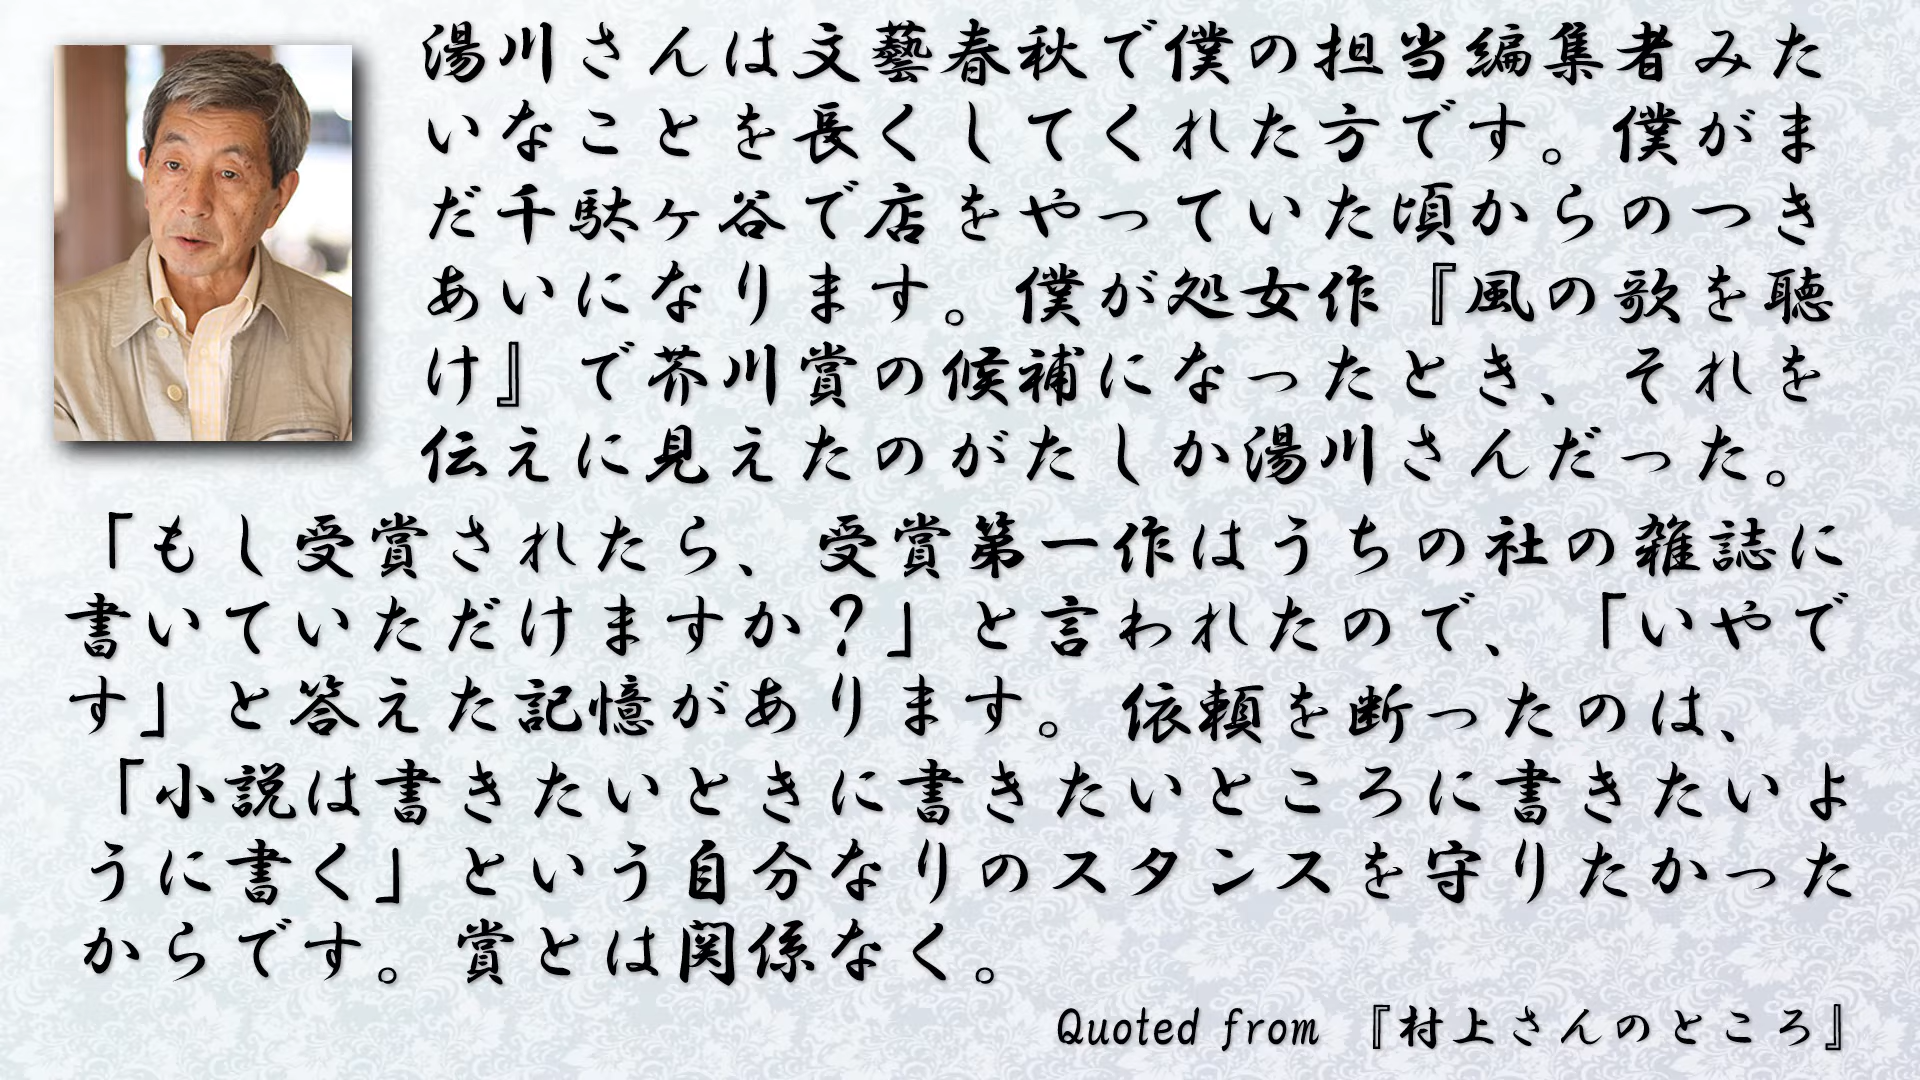 湯川さんは文藝春秋で僕の担当編集者みた
いなことを長くしてくれた方です。僕がま
だ千駄ヶ谷で店をやっていた頃からのつき
あいになります。僕が処女作『風の歌を聴
け』で芥川賞の候補になったとき、それを
伝えに見えたのがたしか湯川さんだった。
「もし受賞されたら、受賞第一作はうちの社の雑誌に
書いていただけますか？」と言われたので、「いやで
す」と答えた記憶があります。依頼を断ったのは、
「小説は書きたいときに書きたいところに書きたいよ
うに書く」という自分なりのスタンスを守りたかった
からです。賞とは関係なく。
Quoted from 『村上さんのところ』